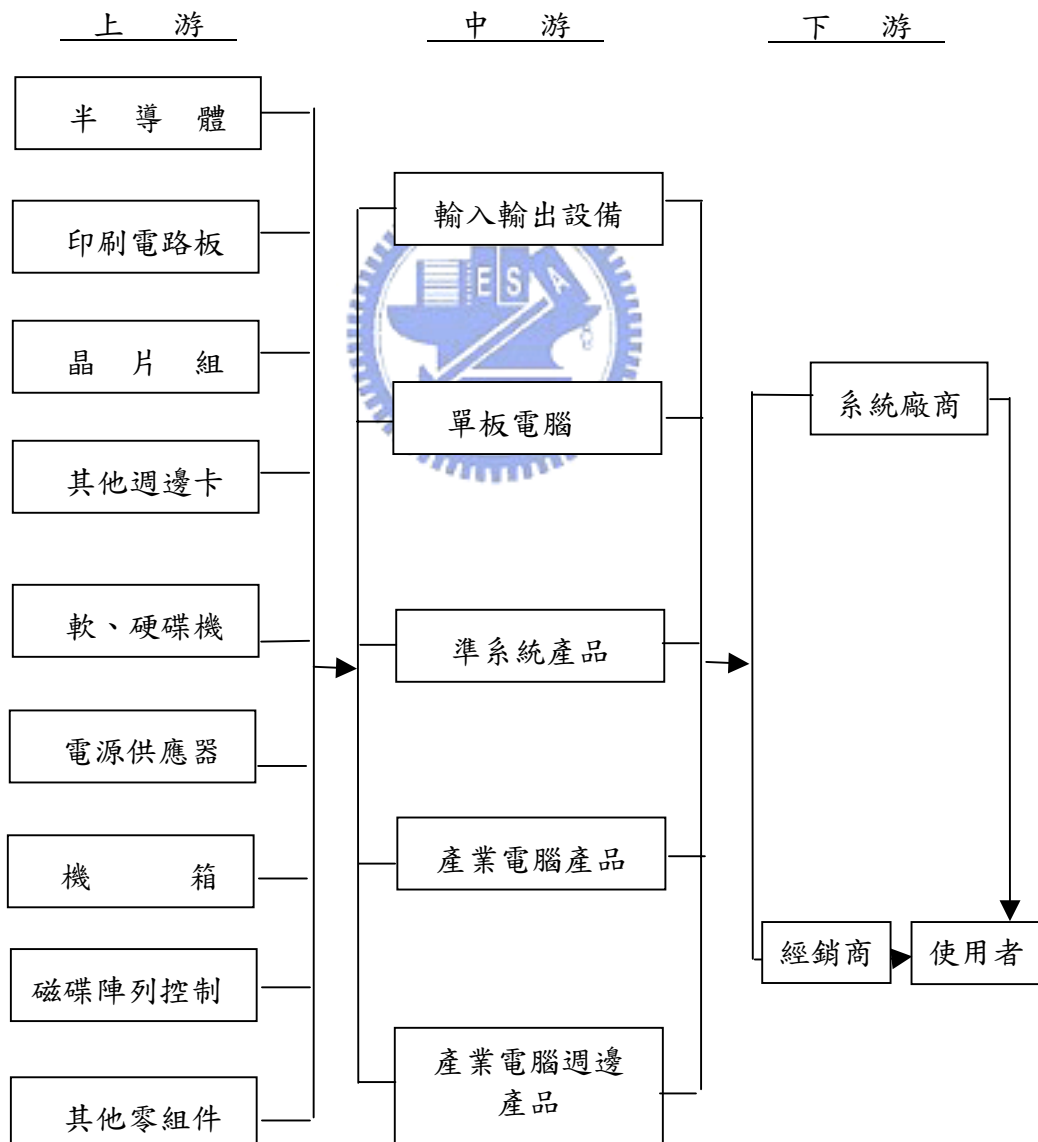 上 游
中 游
下 游
半 導 體
印刷電路板
晶 片 組
其他週邊卡
軟、硬碟機
電源供應器
機 箱
磁碟陣列控制
其他零組件
輸入輸出設備
ESA
單板電腦
準系統產品
產業電腦產品
產業電腦週邊
產品
系統廠商
經銷商
使用者